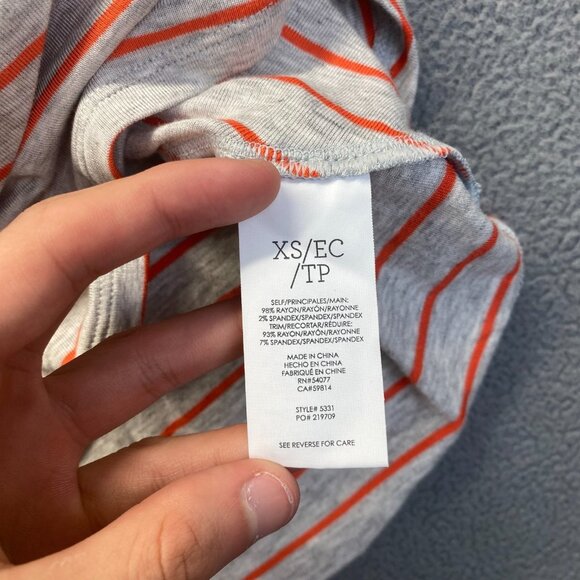 XS/EC
/TP
SELF/PRINCIPALES/MAIN:
98% RAYON/RAYÓN/RAYONNE
2% SPANDEX/SPANDEX/SPANDEX
TRIM/RECORTAR/RÉDUIRE:
93% RAYON/RAYÓN/RAYONNE
7% SPANDEX/SPANDEX/SPANDEX
MADE IN CHINA
HECHO EN CHINA
FABRIQUÉ EN CHINE
RN#54077
CA#59814
STYLE# 5331
PO# 219709
SEE REVERSE FOR CARE